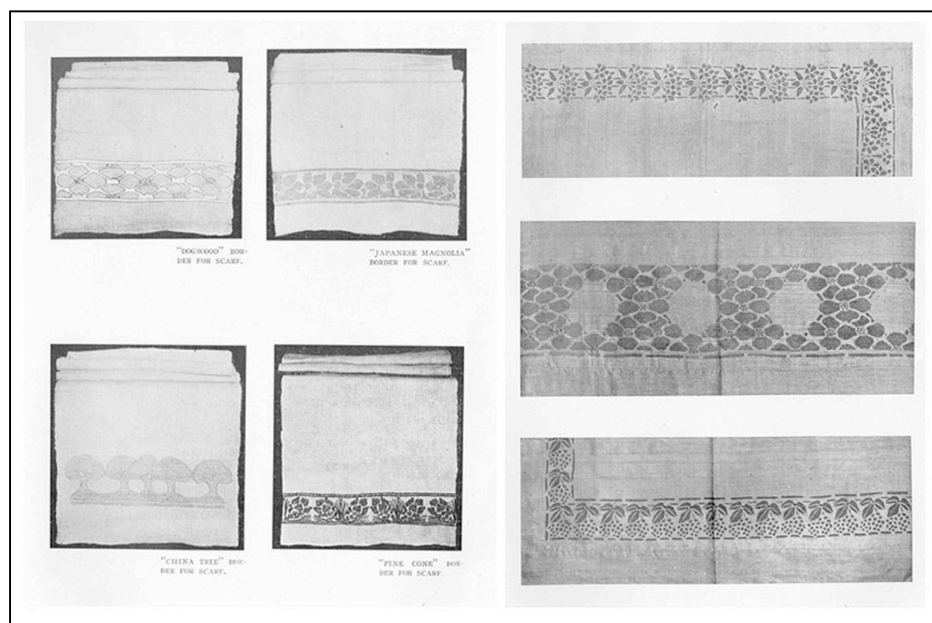 "DOGWOOD" BOR-
DER FOR SCARF.
"JAPANESE MAGNOLIA"
BORDER FOR SCARF.
"CHINA TREE" BOR-
DER FOR SCARF.
"PINE CONE" BOR-
DER FOR SCARF.